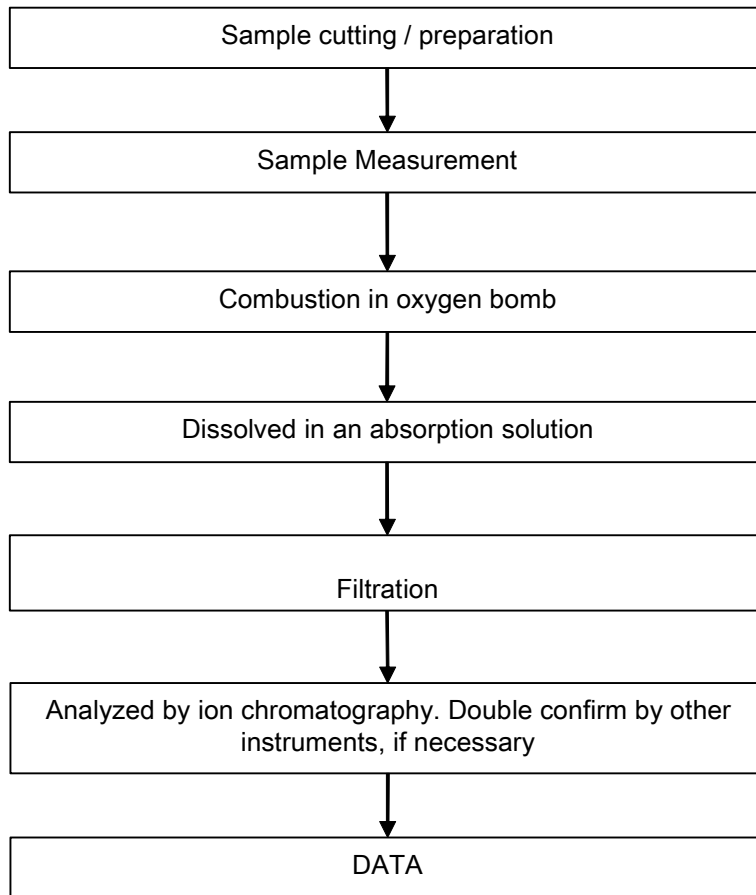 Sample cutting / preparation
Sample Measurement
Combustion in oxygen bomb
Dissolved in an absorption solution
Filtration
Analyzed by ion chromatography. Double confirm by other
instruments, if necessary
DATA